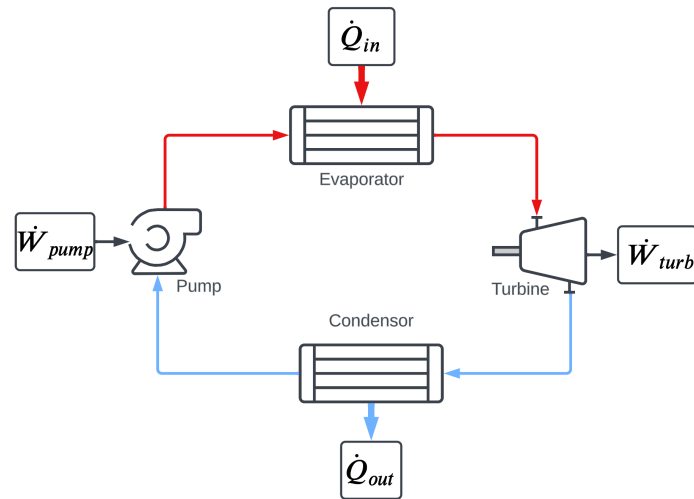 Q̇in
Evaporator
Ẇpump
Pump
Turbine
Ẇturb
Condensor
Q̇out